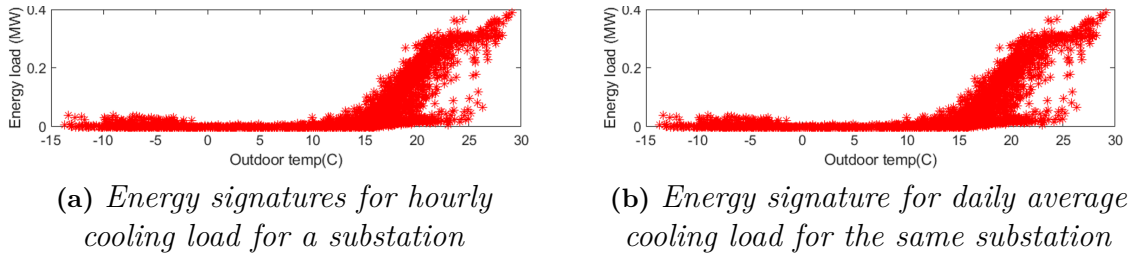 0.4
0.2
0
Energy load (MW)
-15 -10 -5 0 5 10 15 20 25 30
Outdoor temp(C)
(a) Energy signatures for hourly
cooling load for a substation
0.4
0.2
0
Energy load (MW)
-15 -10 -5 0 5 10 15 20 25 30
Outdoor temp(C)
(b) Energy signature for daily average
cooling load for the same substation